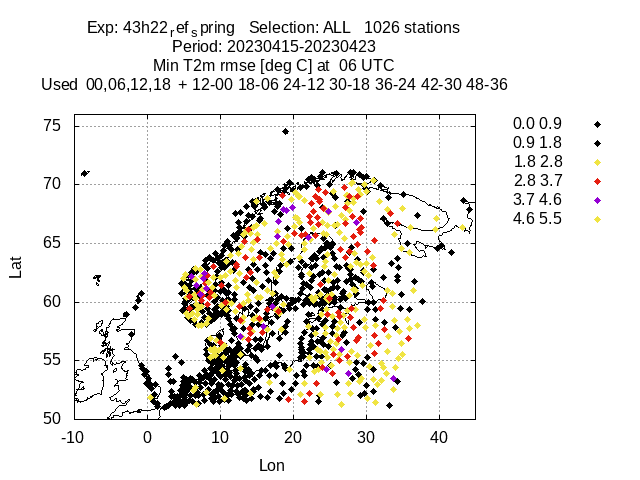 Exp: 43h22refspring Selection: ALL 1026 stations
Period: 20230415-20230423
Min T2m rmse [deg C] at 06 UTC
Used 00,06,12,18 + 12-00 18-06 24-12 30-18 36-24 42-30 48-36
0.0 0.9
0.9 1.8
1.8 2.8
2.8 3.7
3.7 4.6
4.6 5.5
75
70
65
60
55
50
Lat
-10 0 10 20 30 40
Lon